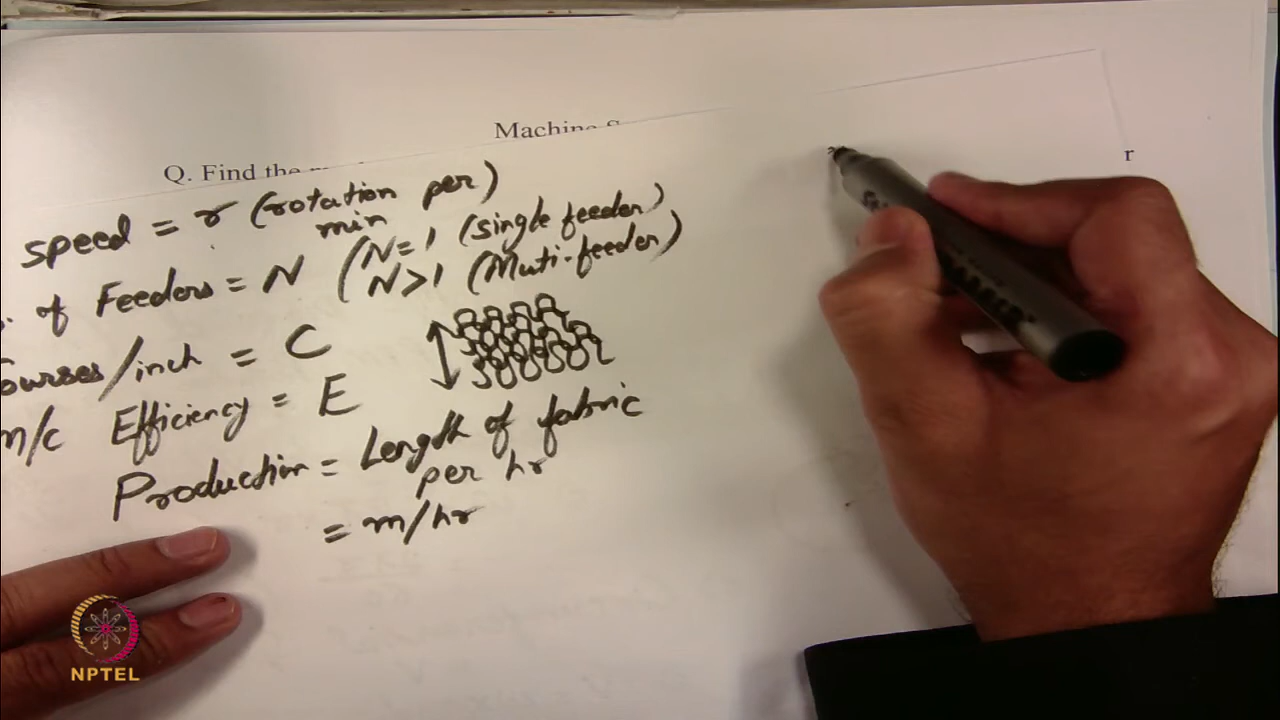 Machine
Q. Find the
r
speed = r (rotation per
min)
of Feeders = N (N=1 (single feeder)
N>1 (Muti-feeder)
Courses/inch = C
m/c Efficiency = E
Production = Length of fabric
per hr
= m/hr
NPTEL